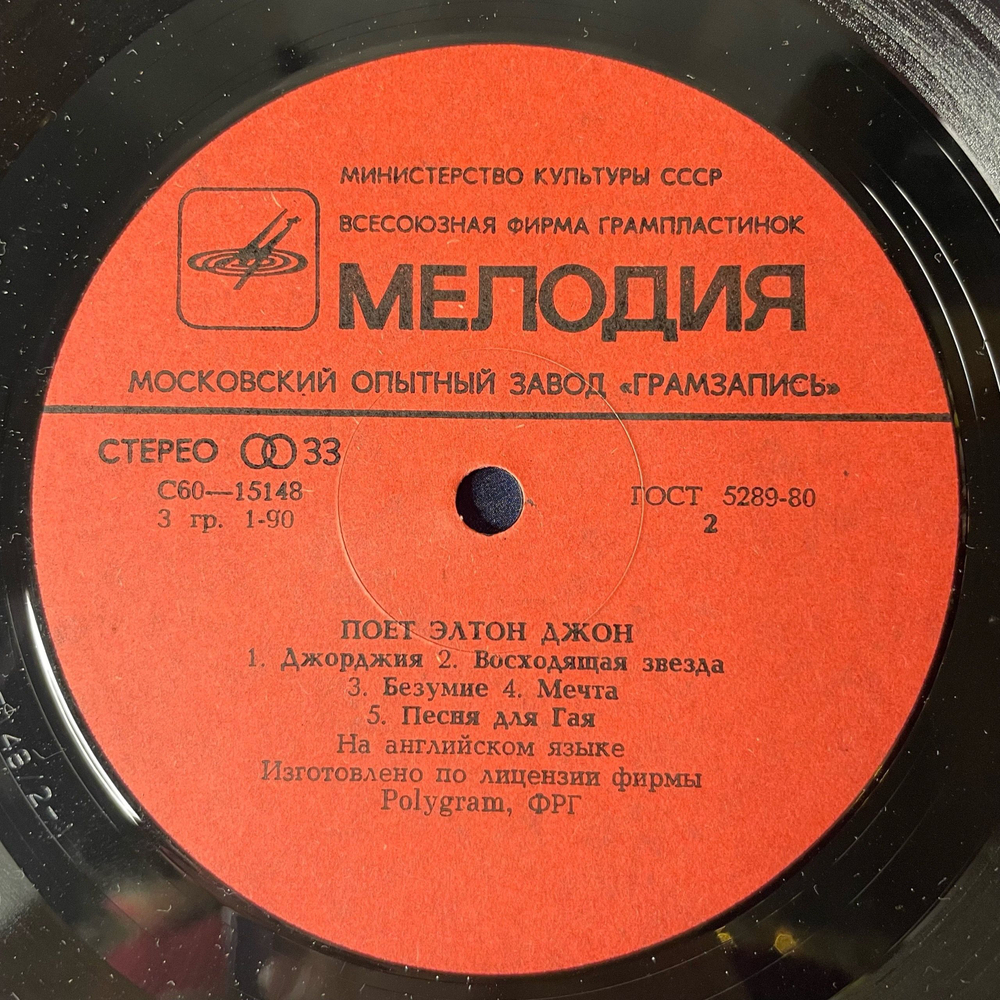 МИНИСТЕРСТВО КУЛЬТУРЫ СССР
ВСЕСОЮЗНАЯ ФИРМА ГРАМПЛАСТИНОК
МЕЛОДИЯ
МОСКОВСКИЙ ОПЫТНЫЙ ЗАВОД «ГРАМЗАПИСЬ»
СТЕРЕО 33
С60—15148
3 гр. 1-90
ГОСТ 5289-80
2
ПОЕТ ЭЛТОН ДЖОН
1. Джорджия 2. Восходящая звезда
3. Безумие 4. Мечта
5. Песня для Гая
На английском языке
Изготовлено по лицензии фирмы
Polygram, ФРГ